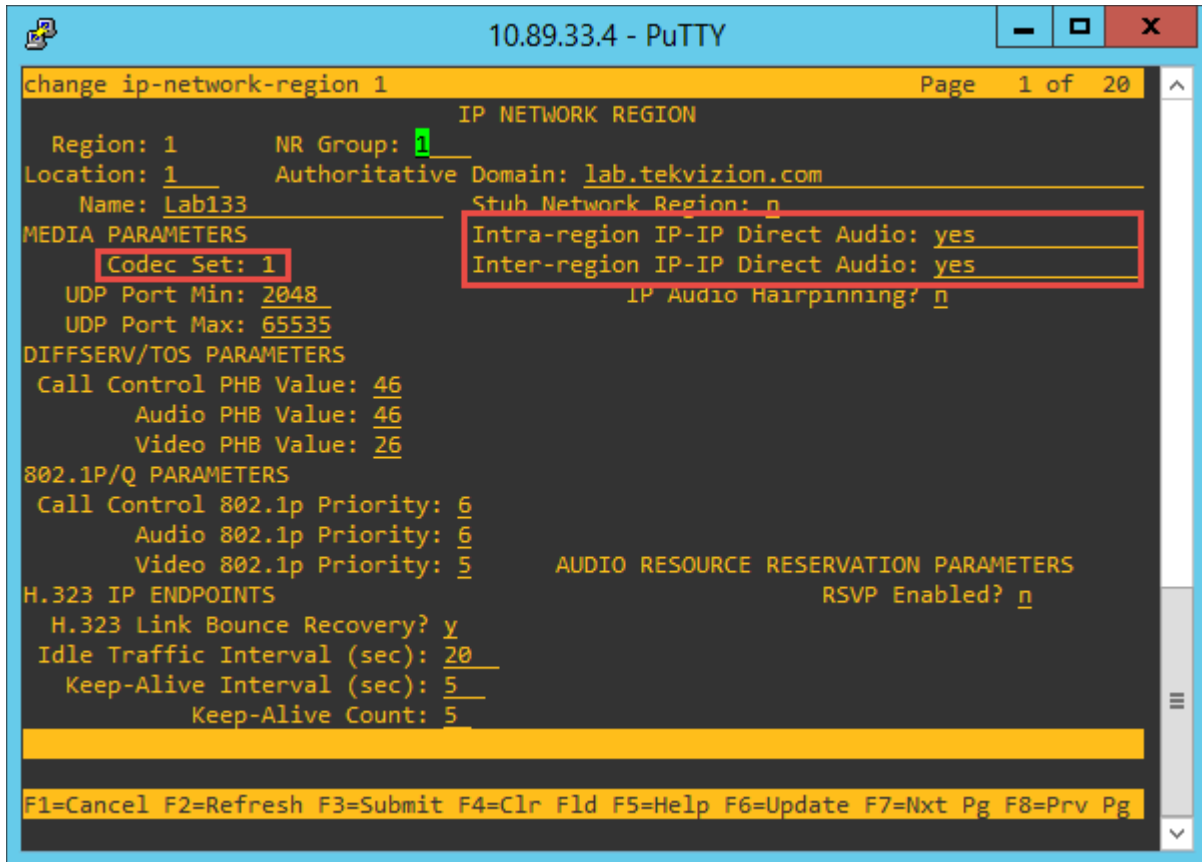 10.89.33.4 - PuTTY
change ip-network-region 1 Page 1 of 20
IP NETWORK REGION
Region: 1 NR Group: 1
Location: 1 Authoritative Domain: lab.tekvizion.com
Name: Lab133 Stub Network Region: n
MEDIA PARAMETERS Intra-region IP-IP Direct Audio: yes
Codec Set: 1 Inter-region IP-IP Direct Audio: yes
UDP Port Min: 2048 IP Audio Hairpinning? n
UDP Port Max: 65535
DIFFSERV/TOS PARAMETERS
Call Control PHB Value: 46
Audio PHB Value: 46
Video PHB Value: 26
802.1P/Q PARAMETERS
Call Control 802.1p Priority: 6
Audio 802.1p Priority: 6
Video 802.1p Priority: 5 AUDIO RESOURCE RESERVATION PARAMETERS
H.323 IP ENDPOINTS RSVP Enabled? n
H.323 Link Bounce Recovery? y
Idle Traffic Interval (sec): 20
Keep-Alive Interval (sec): 5
Keep-Alive Count: 5
F1=Cancel F2=Refresh F3=Submit F4=Clr Fld F5=Help F6=Update F7=Nxt Pg F8=Prv Pg